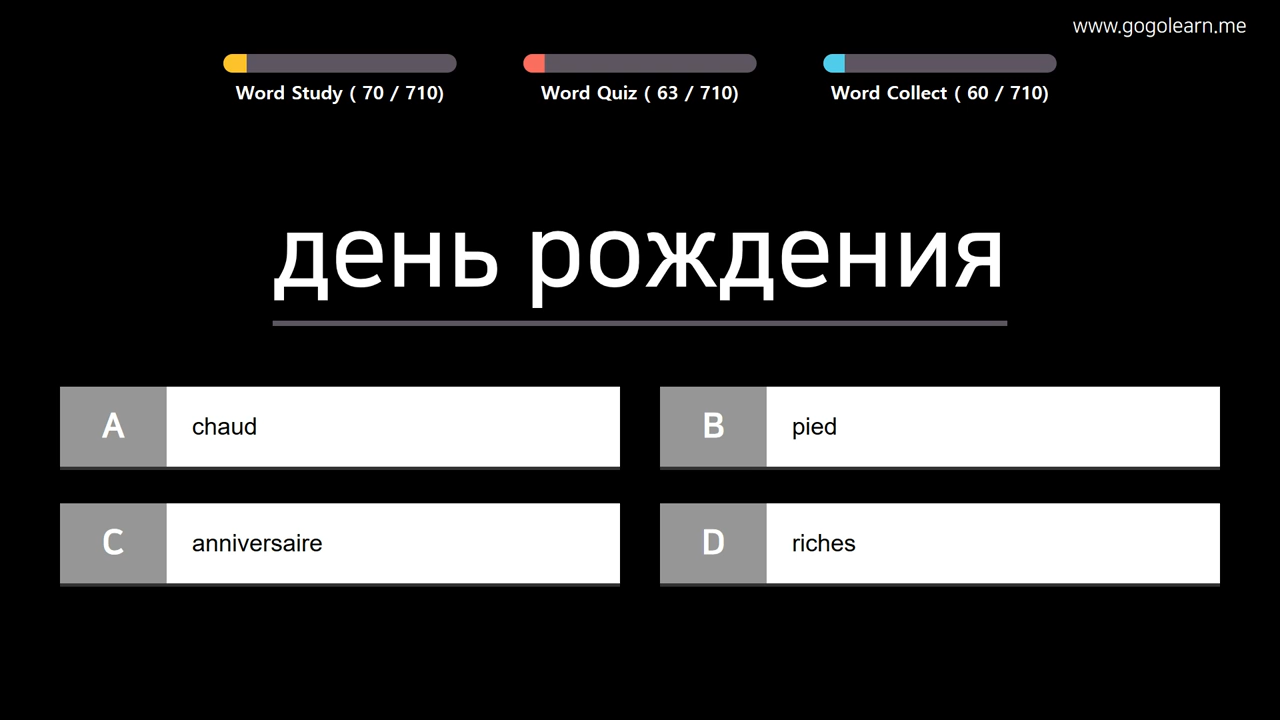 www.gogolearn.me
Word Study ( 70 / 710)
Word Quiz ( 63 / 710)
Word Collect ( 60 / 710)
день рождения
A chaud
B pied
C anniversaire
D riches